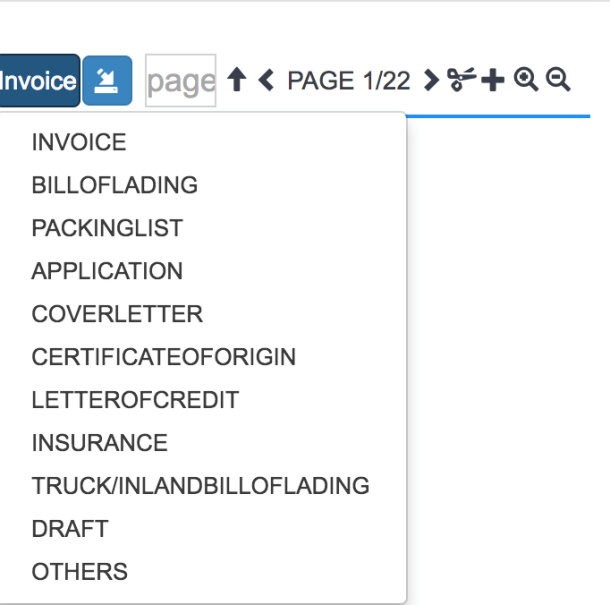 Invoice page PAGE 1/22
INVOICE
BILLOFLADING
PACKINGLIST
APPLICATION
COVERLETTER
CERTIFICATEOFORIGIN
LETTEROFCREDIT
INSURANCE
TRUCK/INLANDBILLOFLADING
DRAFT
OTHERS